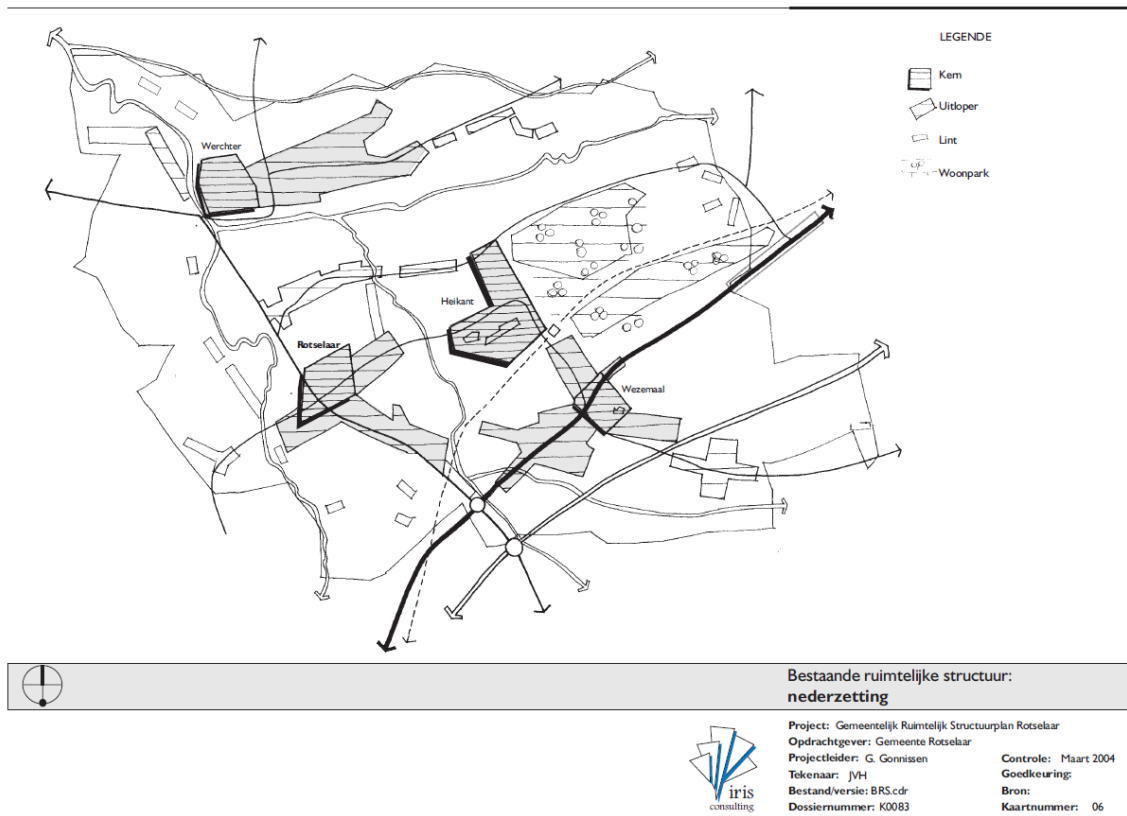 LEGENDE
Kern
Uitloper
Lint
Woonpark
Werchter
Heikant
Rotselaar
Wezemaal
Bestaande ruimtelijke structuur:
nederzetting
Project: Gemeentelijk Ruimtelijk Structuurplan Rotselaar
Opdrachtgever: Gemeente Rotselaar
Projectleider: G. Gonnissen
Controle: Maart 2004
Tekenaar: JVH
Goedkeuring:
Bestand/versie: BRS.cdr
Bron:
Dossiernummer: K0083
Kaartnummer: 06
iris
consulting